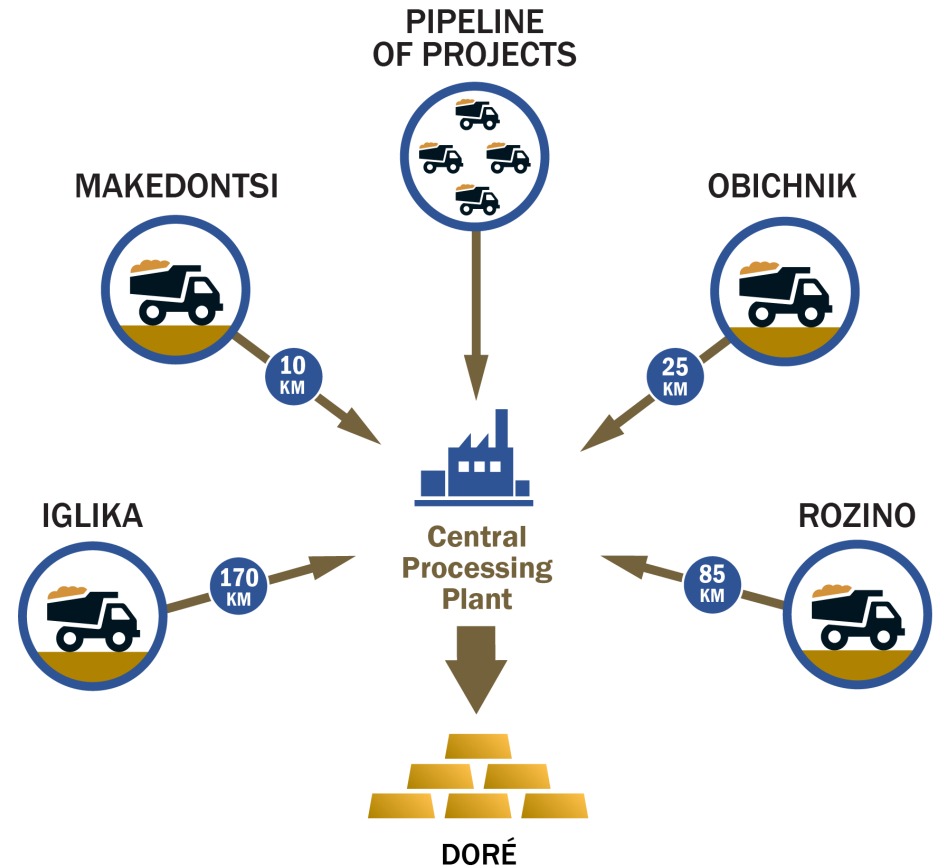 PIPELINE
OF PROJECTS
MAKEDONTSI
OBICHNIK
10
KM
25
KM
IGLIKA
ROZINO
Central
Processing
Plant
170
KM
85
KM
DORÉ